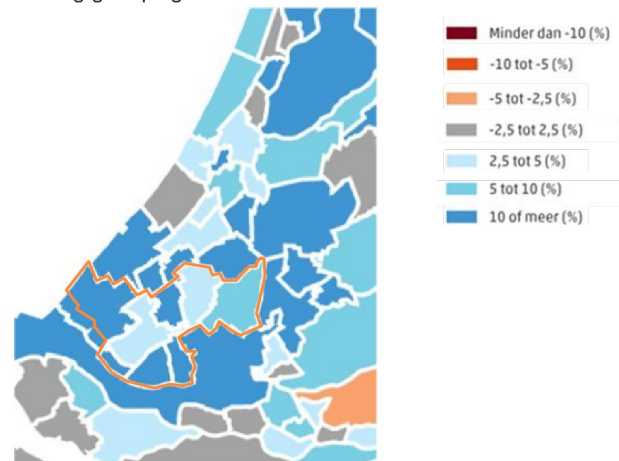 Minder dan -10 (%)
-10 tot -5 (%)
-5 tot -2,5 (%)
-2,5 tot 2,5 (%)
2,5 tot 5 (%)
5 tot 10 (%)
10 of meer (%)